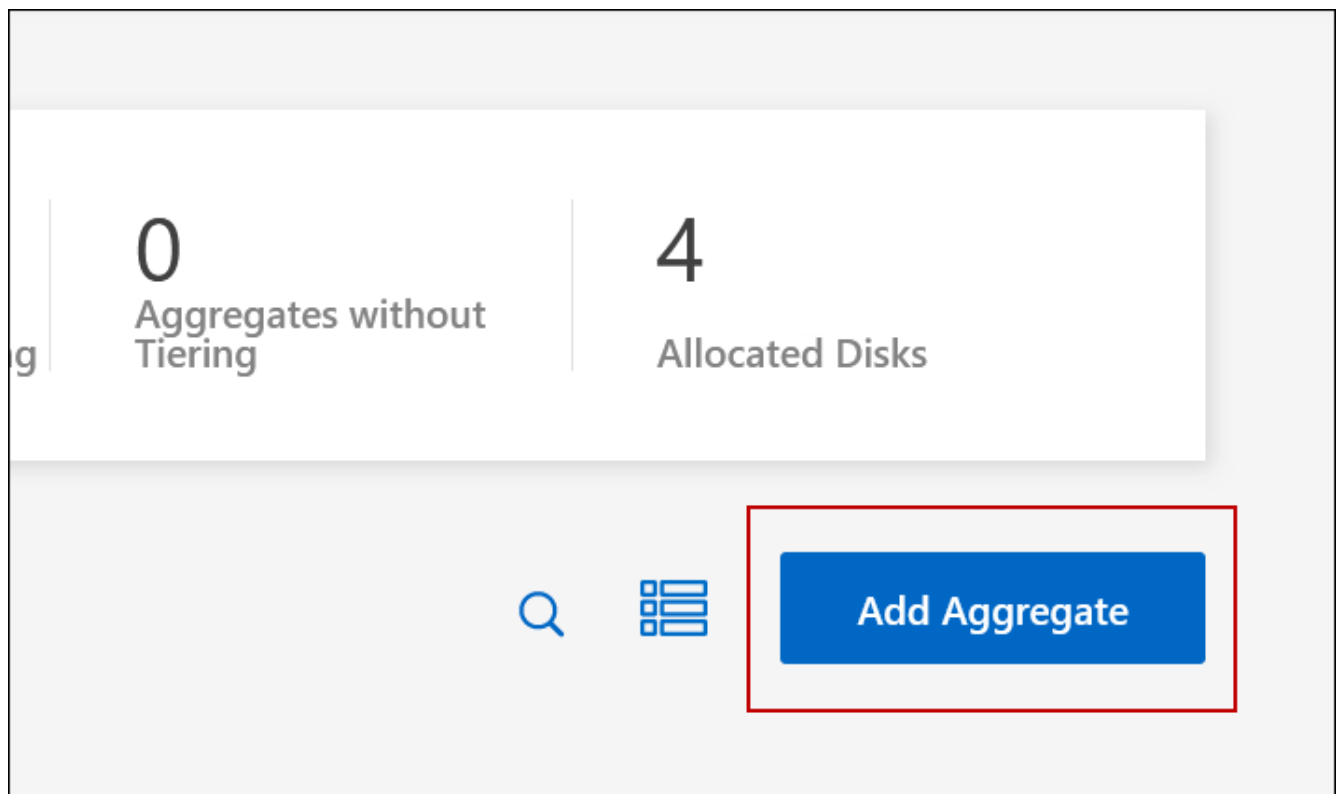 0
Aggregates without
Tiering
4
Allocated Disks
Add Aggregate